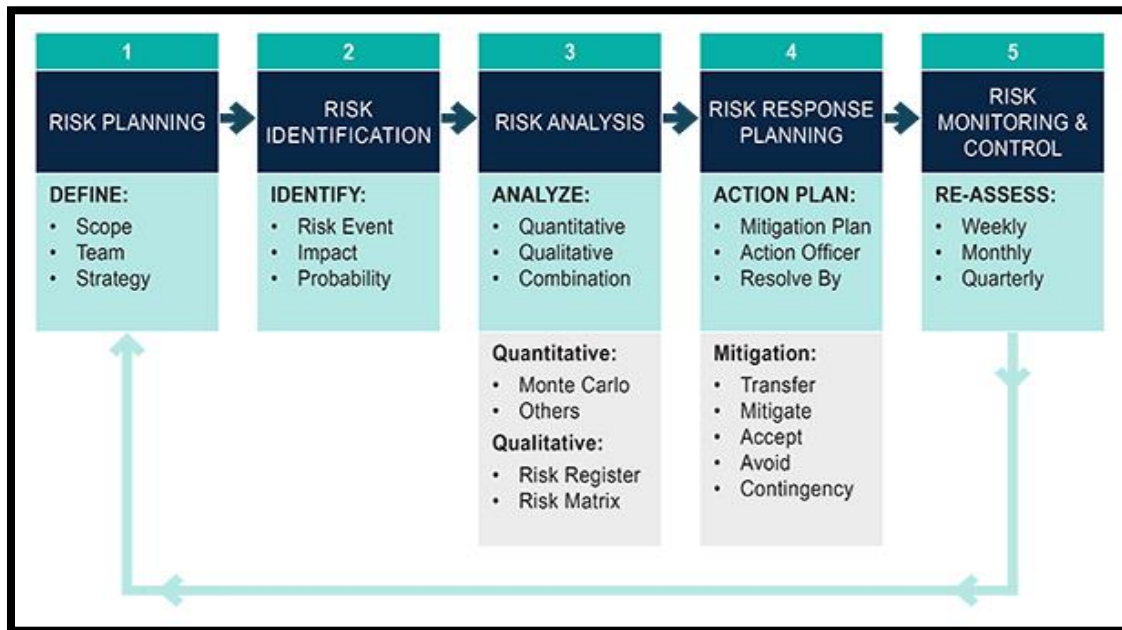 1
RISK PLANNING
DEFINE:
• Scope
• Team
• Strategy
2
RISK
IDENTIFICATION
IDENTIFY:
• Risk Event
• Impact
• Probability
3
RISK ANALYSIS
ANALYZE:
• Quantitative
• Qualitative
• Combination
Quantitative:
• Monte Carlo
• Others
Qualitative:
• Risk Register
• Risk Matrix
4
RISK RESPONSE
PLANNING
ACTION PLAN:
• Mitigation Plan
• Action Officer
• Resolve By
Mitigation:
• Transfer
• Mitigate
• Accept
• Avoid
• Contingency
5
RISK
MONITORING &
CONTROL
RE-ASSESS:
• Weekly
• Monthly
• Quarterly